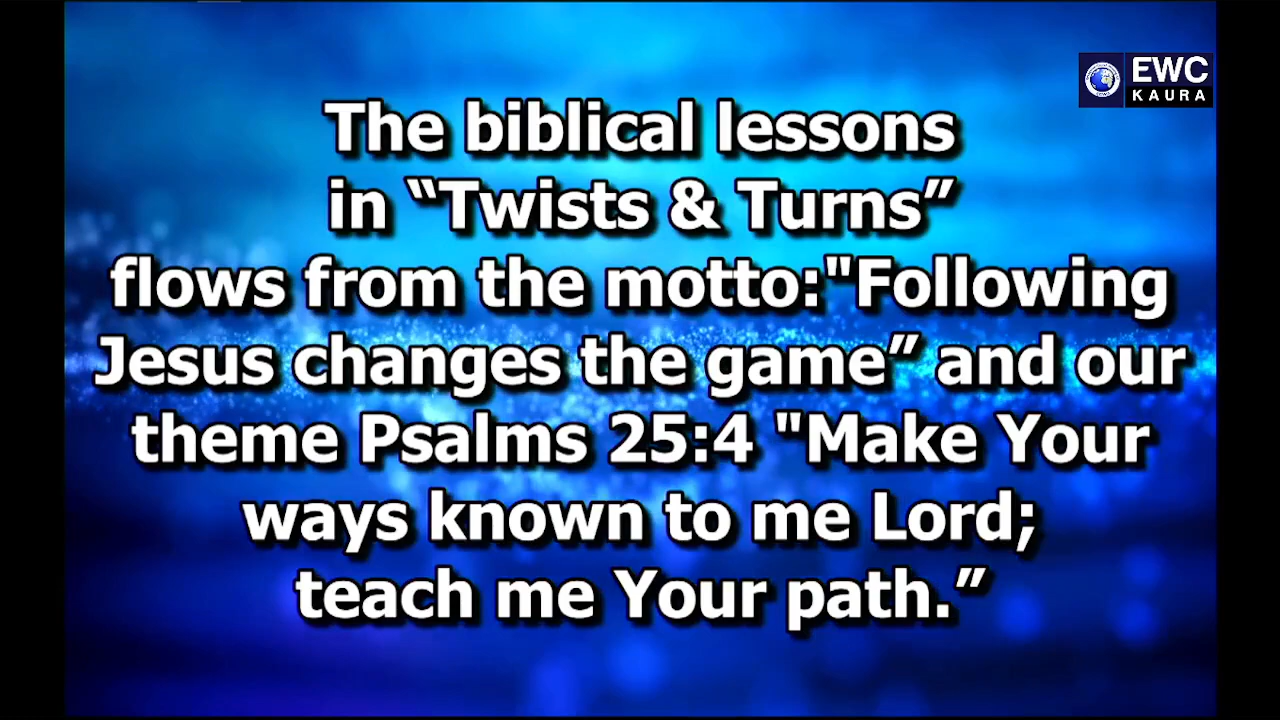 EWC
KAURA
The biblical lessons
in “Twists & Turns”
flows from the motto:"Following
Jesus changes the game” and our
theme Psalms 25:4 "Make Your
ways known to me Lord;
teach me Your path.”